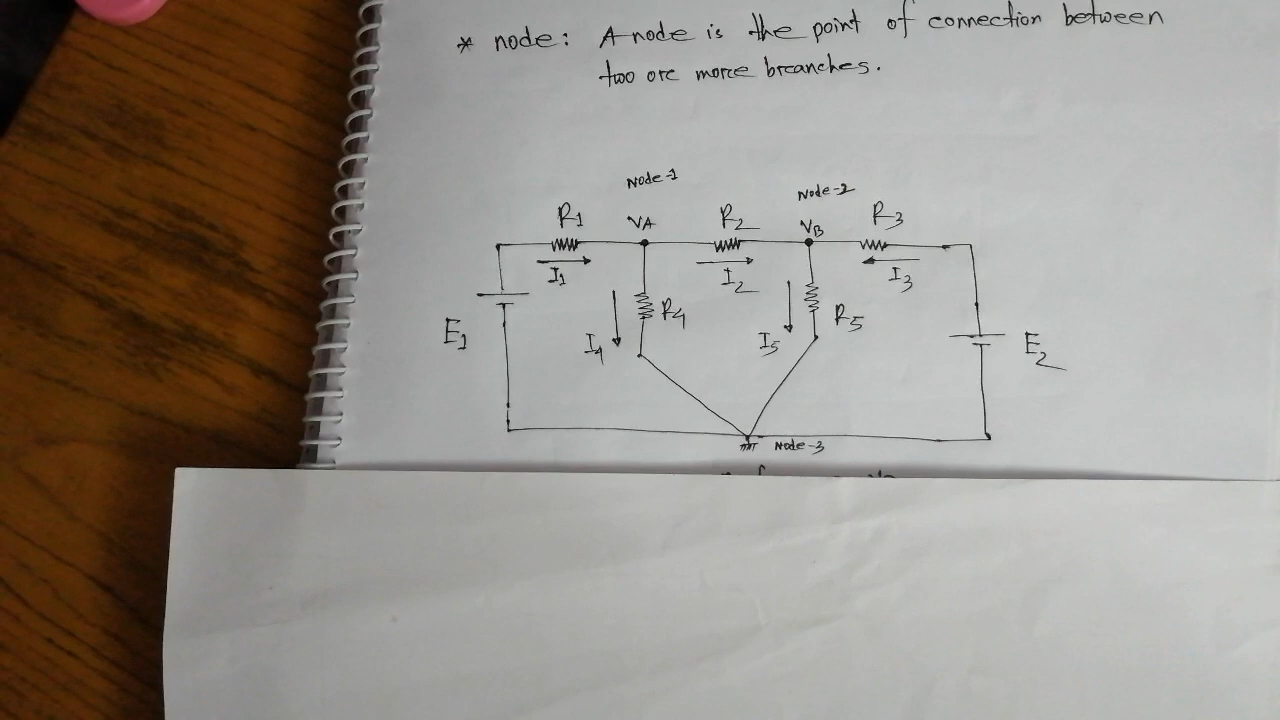 * node: A node is the point of connection between
two or more branches.
Node-1
Node-2
R1
VA
R2
VB
R3
I1
I2
I3
R4
R5
E1
I4
I5
E2
Node-3